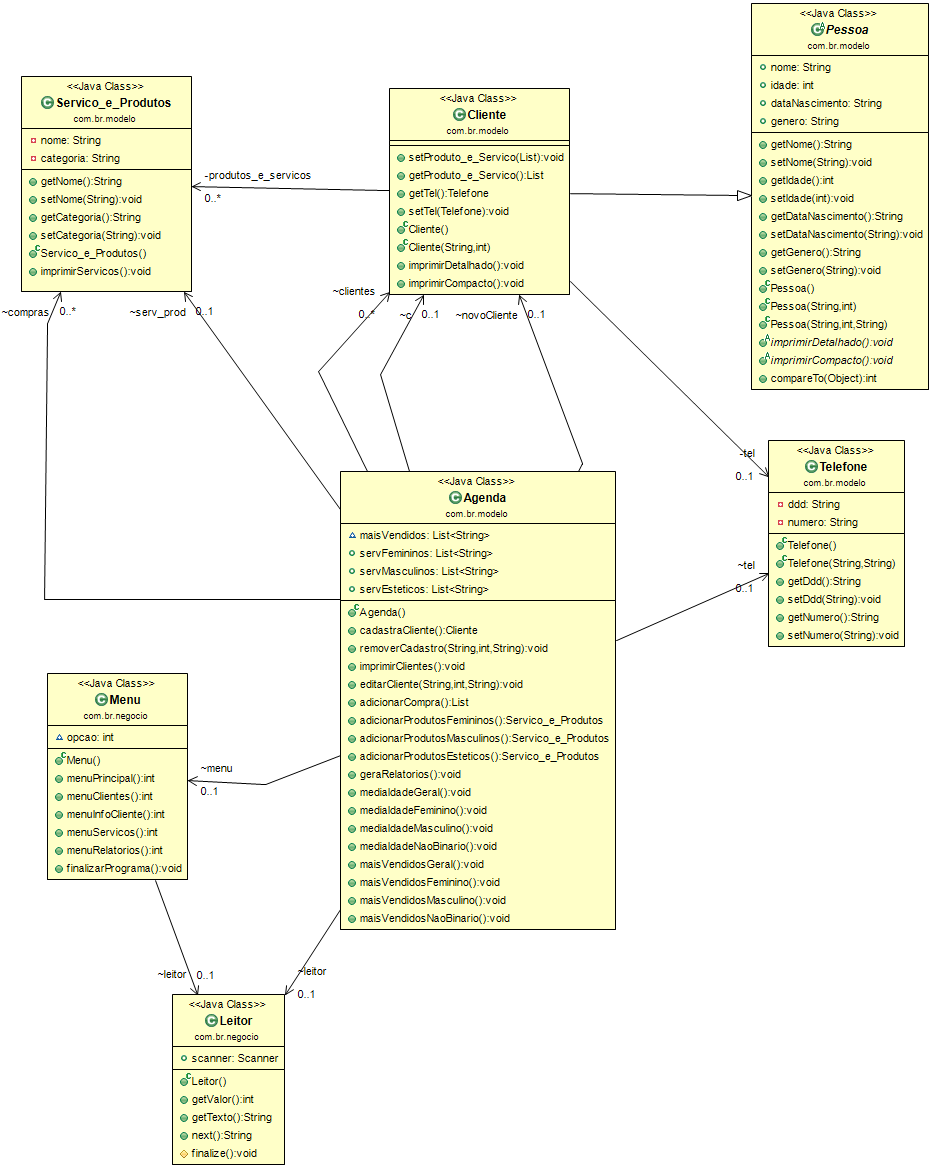 <<Java Class>>
Pessoa
com.br.modelo
nome: String
idade: int
dataNascimento: String
genero: String
getNome():String
setNome(String):void
getIdade():int
setIdade(int):void
getDataNascimento():String
setDataNascimento(String):void
getGenero():String
setGenero(String):void
Pessoa()
Pessoa(String,int)
Pessoa(String,int,String)
imprimirDetalhado():void
imprimirCompacto():void
compareTo(Object):int
<<Java Class>>
Servico_e_Produtos
com.br.modelo
nome: String
categoria: String
getNome():String
setNome(String):void
getCategoria():String
setCategoria(String):void
Servico_e_Produtos()
imprimirServicos():void
<<Java Class>>
Cliente
com.br.modelo
setProduto_e_Servico(List):void
getProduto_e_Servico():List
getTel():Telefone
setTel(Telefone):void
Cliente()
Cliente(String,int)
imprimirDetalhado():void
imprimirCompacto():void
-produtos_e_servicos
0..*
~compras
0..*
~serv_prod
0..1
~clientes
0..*
~c
0..1
~novoCliente
0..1
-tel
0..1
~tel
0..1
<<Java Class>>
Telefone
com.br.modelo
ddd: String
numero: String
Telefone()
Telefone(String,String)
getDdd():String
setDdd(String):void
getNumero():String
setNumero(String):void
<<Java Class>>
Agenda
com.br.modelo
maisVendidos: List<String>
servFemininos: List<String>
servMasculinos: List<String>
servEsteticos: List<String>
Agenda()
cadastraCliente():Cliente
removerCadastro(String,int,String):void
imprimirClientes():void
editarCliente(String,int,String):void
adicionarCompra():List
adicionarProdutosFemininos():Servico_e_Produtos
adicionarProdutosMasculinos():Servico_e_Produtos
adicionarProdutosEsteticos():Servico_e_Produtos
geraRelatorios():void
mediaIdadeGeral():void
mediaIdadeFeminino():void
mediaIdadeMasculino():void
mediaIdadeNaoBinario():void
maisVendidosGeral():void
maisVendidosFeminino():void
maisVendidosMasculino():void
maisVendidosNaoBinario():void
<<Java Class>>
Menu
com.br.negocio
opcao: int
Menu()
menuPrincipal():int
menuClientes():int
menuInfoCliente():int
menuServicos():int
menuRelatorios():int
finalizarPrograma():void
~menu
0..1
~leitor
0..1
~leitor
0..1
<<Java Class>>
Leitor
com.br.negocio
scanner: Scanner
Leitor()
getValor():int
getTexto():String
next():String
finalize():void